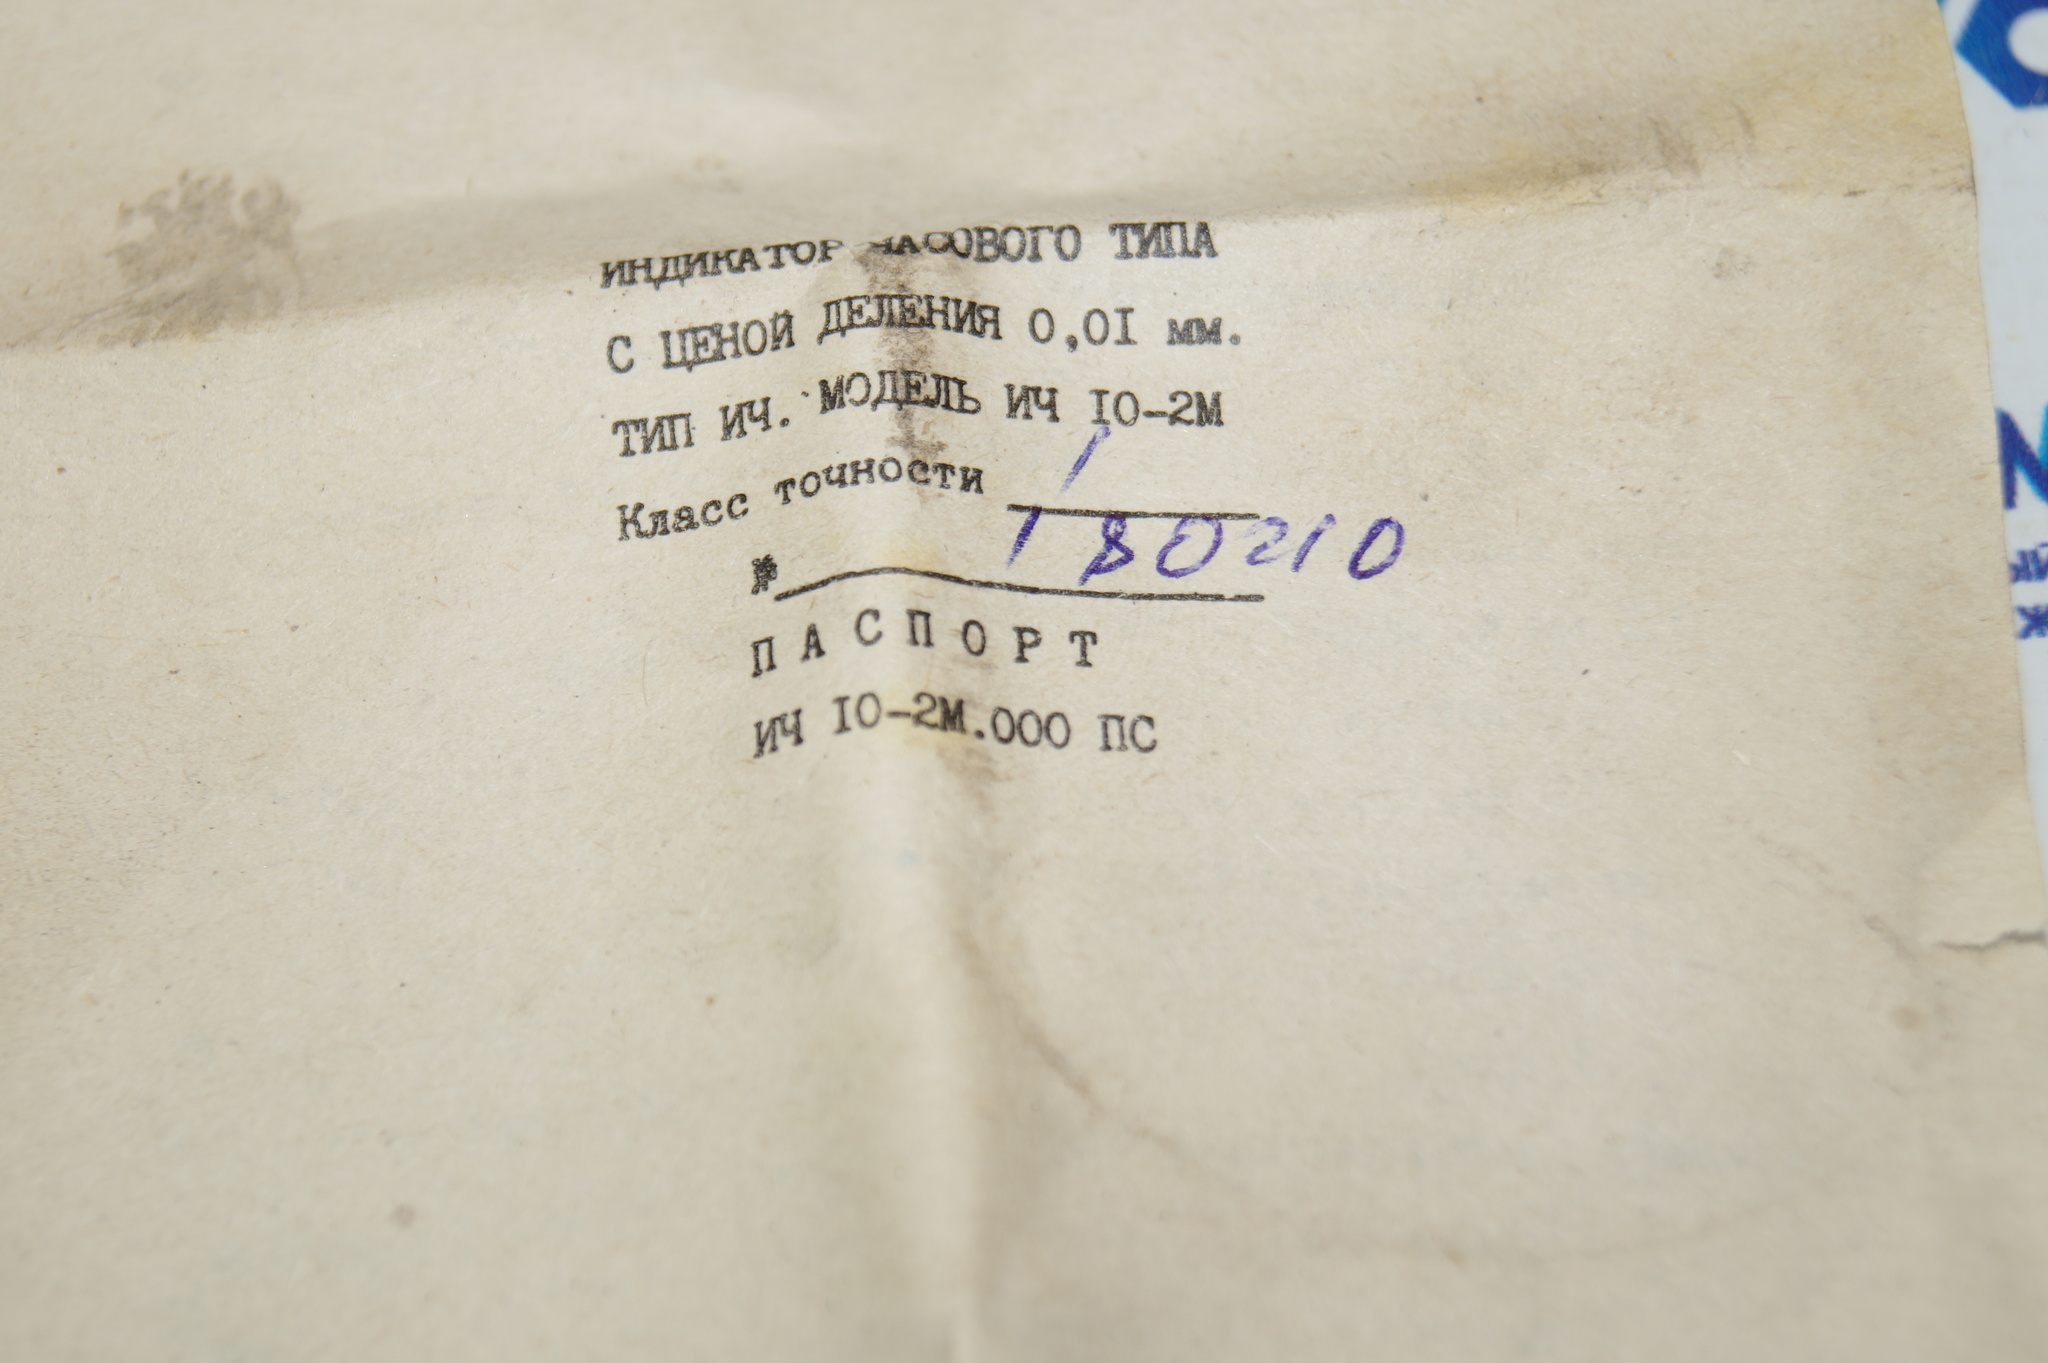 ИНДИКАТОР ЧАСОВОГО ТИПА
С ЦЕНОЙ ДЕЛЕНИЯ 0,01 мм.
ТИП ИЧ. МОДЕЛЬ ИЧ 10-2М
Класс точности 1
№ 180210
ПАСПОРТ
ИЧ 10-2М.000 ПС